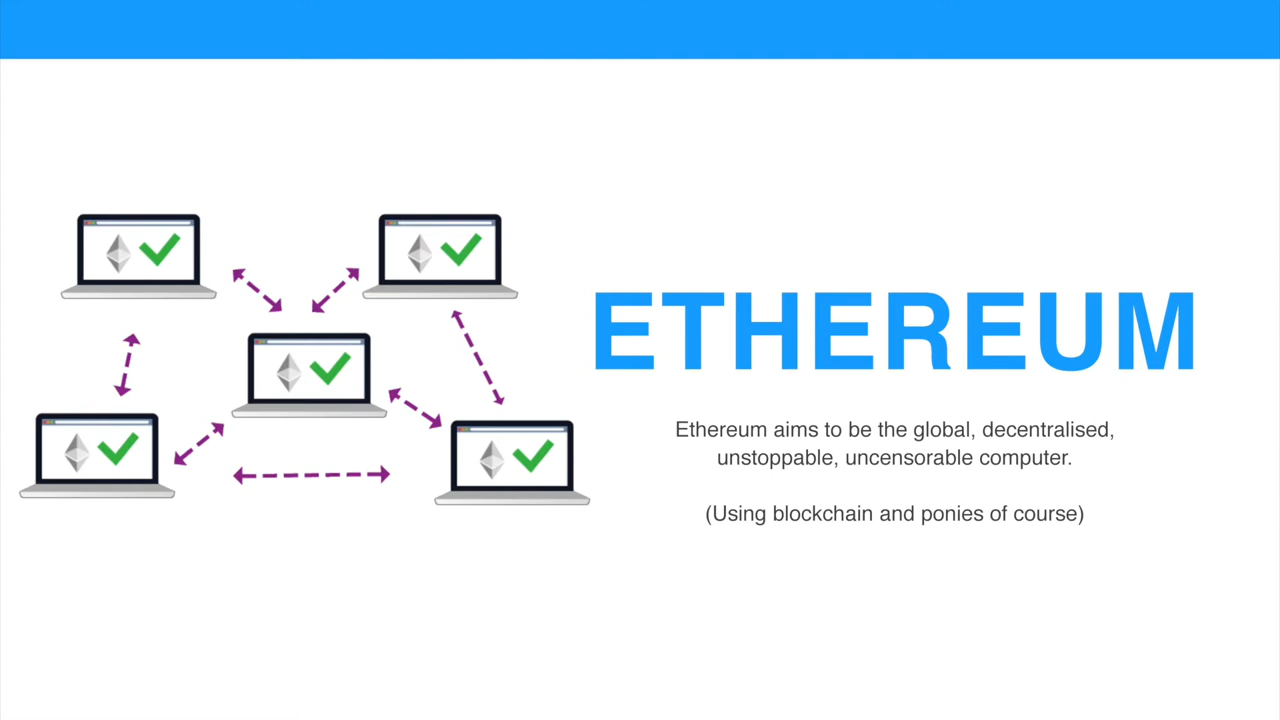 ETHEREUM
Ethereum aims to be the global, decentralised,
unstoppable, uncensorable computer.
(Using blockchain and ponies of course)